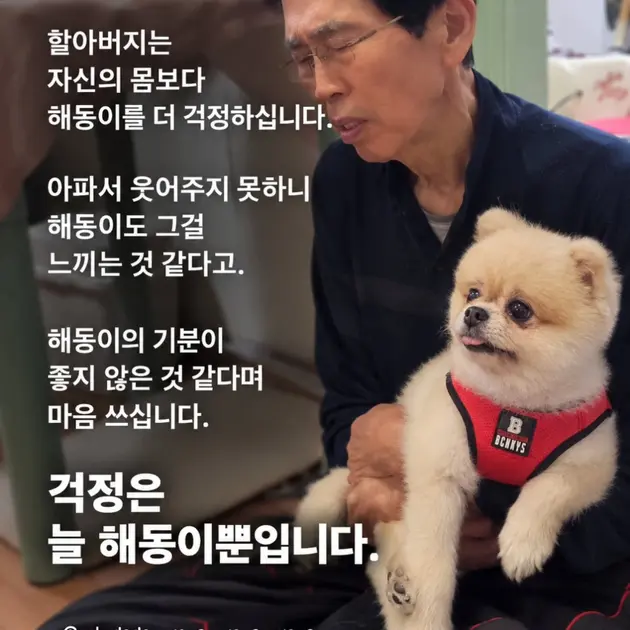 할아버지는
자신의 몸보다
해동이를 더 걱정하십니다.
아파서 웃어주지 못하니
해동이도 그걸
느끼는 것 같다고.
해동이의 기분이
좋지 않은 것 같다며
마음 쓰십니다.
걱정은
늘 해동이뿐입니다.
B
BCNKYS